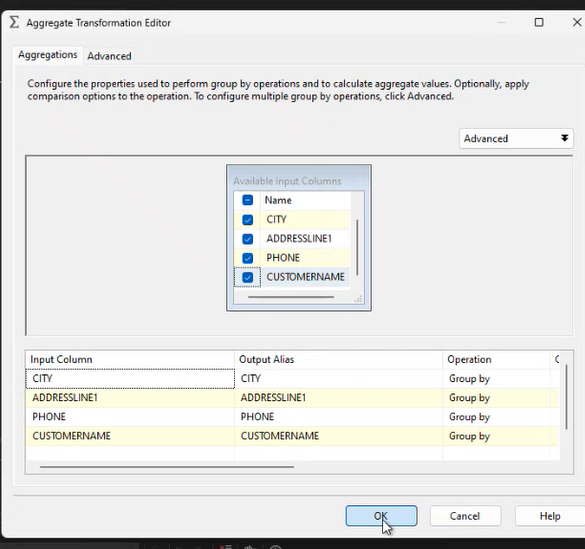 Aggregate Transformation Editor
Aggregations Advanced
Configure the properties used to perform group by operations and to calculate aggregate values. Optionally, apply
comparison options to the operation. To configure multiple group by operations, click Advanced.
Advanced
Available Input Columns
Name
CITY
ADDRESSLINE1
PHONE
CUSTOMERNAME
Input Column Output Alias Operation
CITY CITY Group by
ADDRESSLINE1 ADDRESSLINE1 Group by
PHONE PHONE Group by
CUSTOMERNAME CUSTOMERNAME Group by
OK Cancel Help